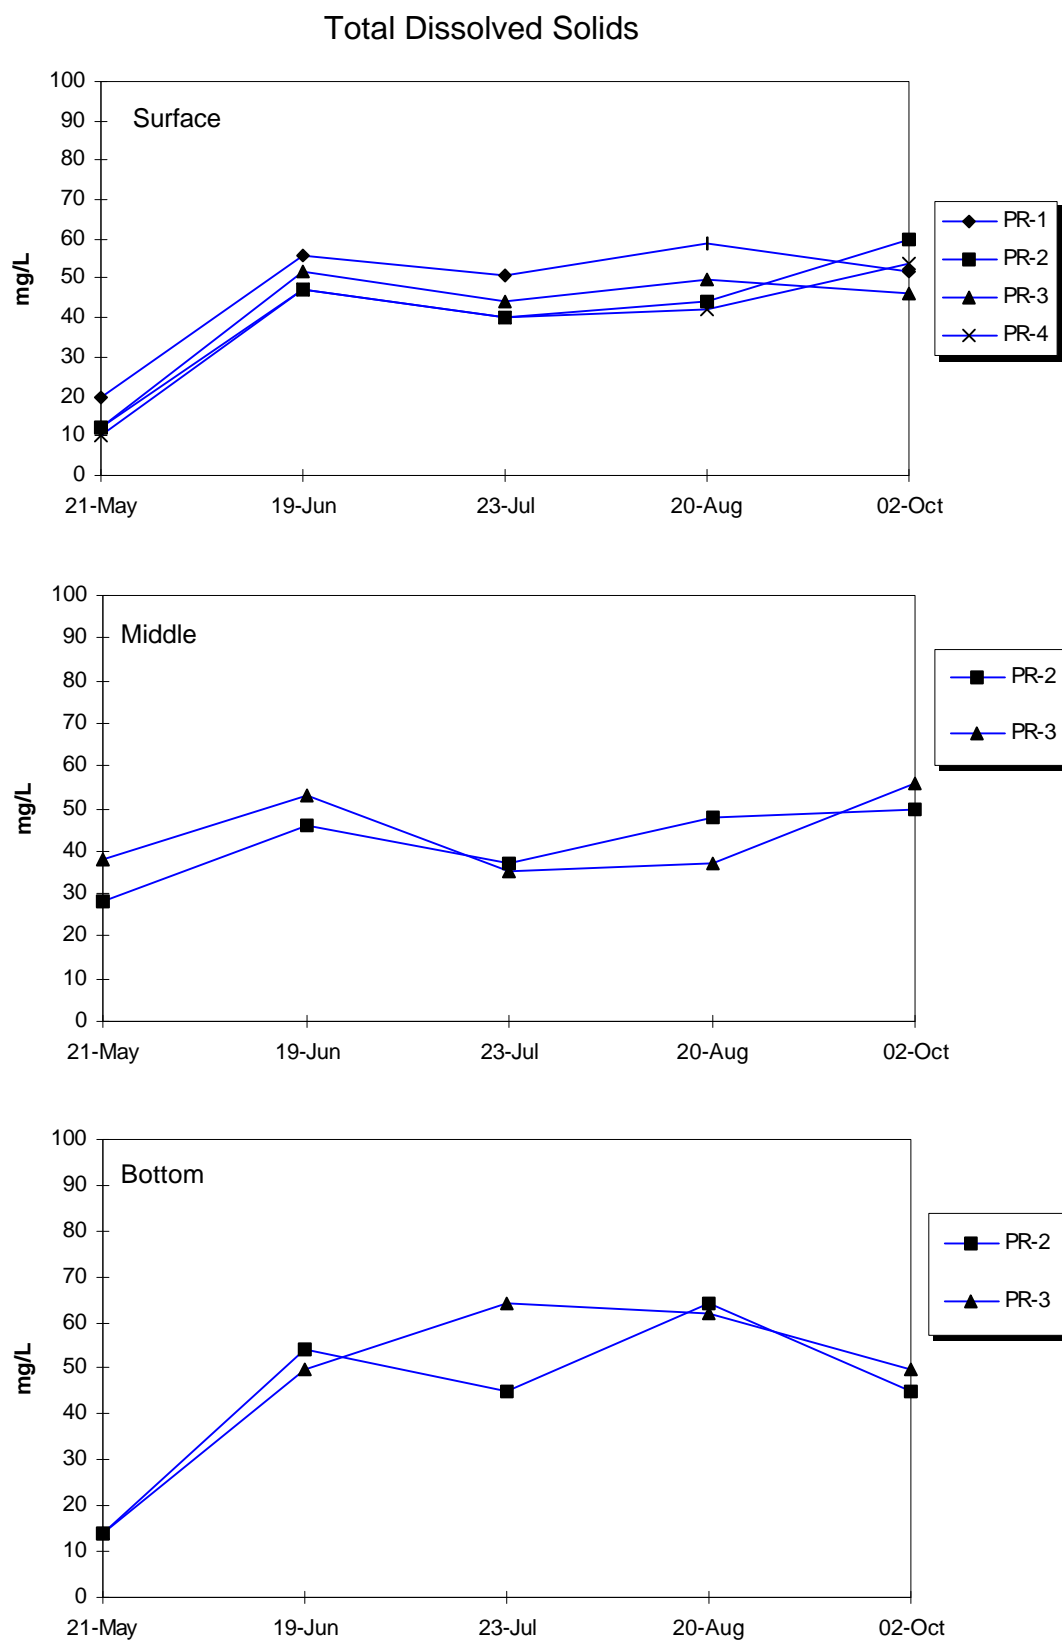 Total Dissolved Solids
Surface
mg/L
100
90
80
70
60
50
40
30
20
10
0
21-May 19-Jun 23-Jul 20-Aug 02-Oct
PR-1
PR-2
PR-3
PR-4
Middle
mg/L
100
90
80
70
60
50
40
30
20
10
0
21-May 19-Jun 23-Jul 20-Aug 02-Oct
PR-2
PR-3
Bottom
mg/L
100
90
80
70
60
50
40
30
20
10
0
21-May 19-Jun 23-Jul 20-Aug 02-Oct
PR-2
PR-3